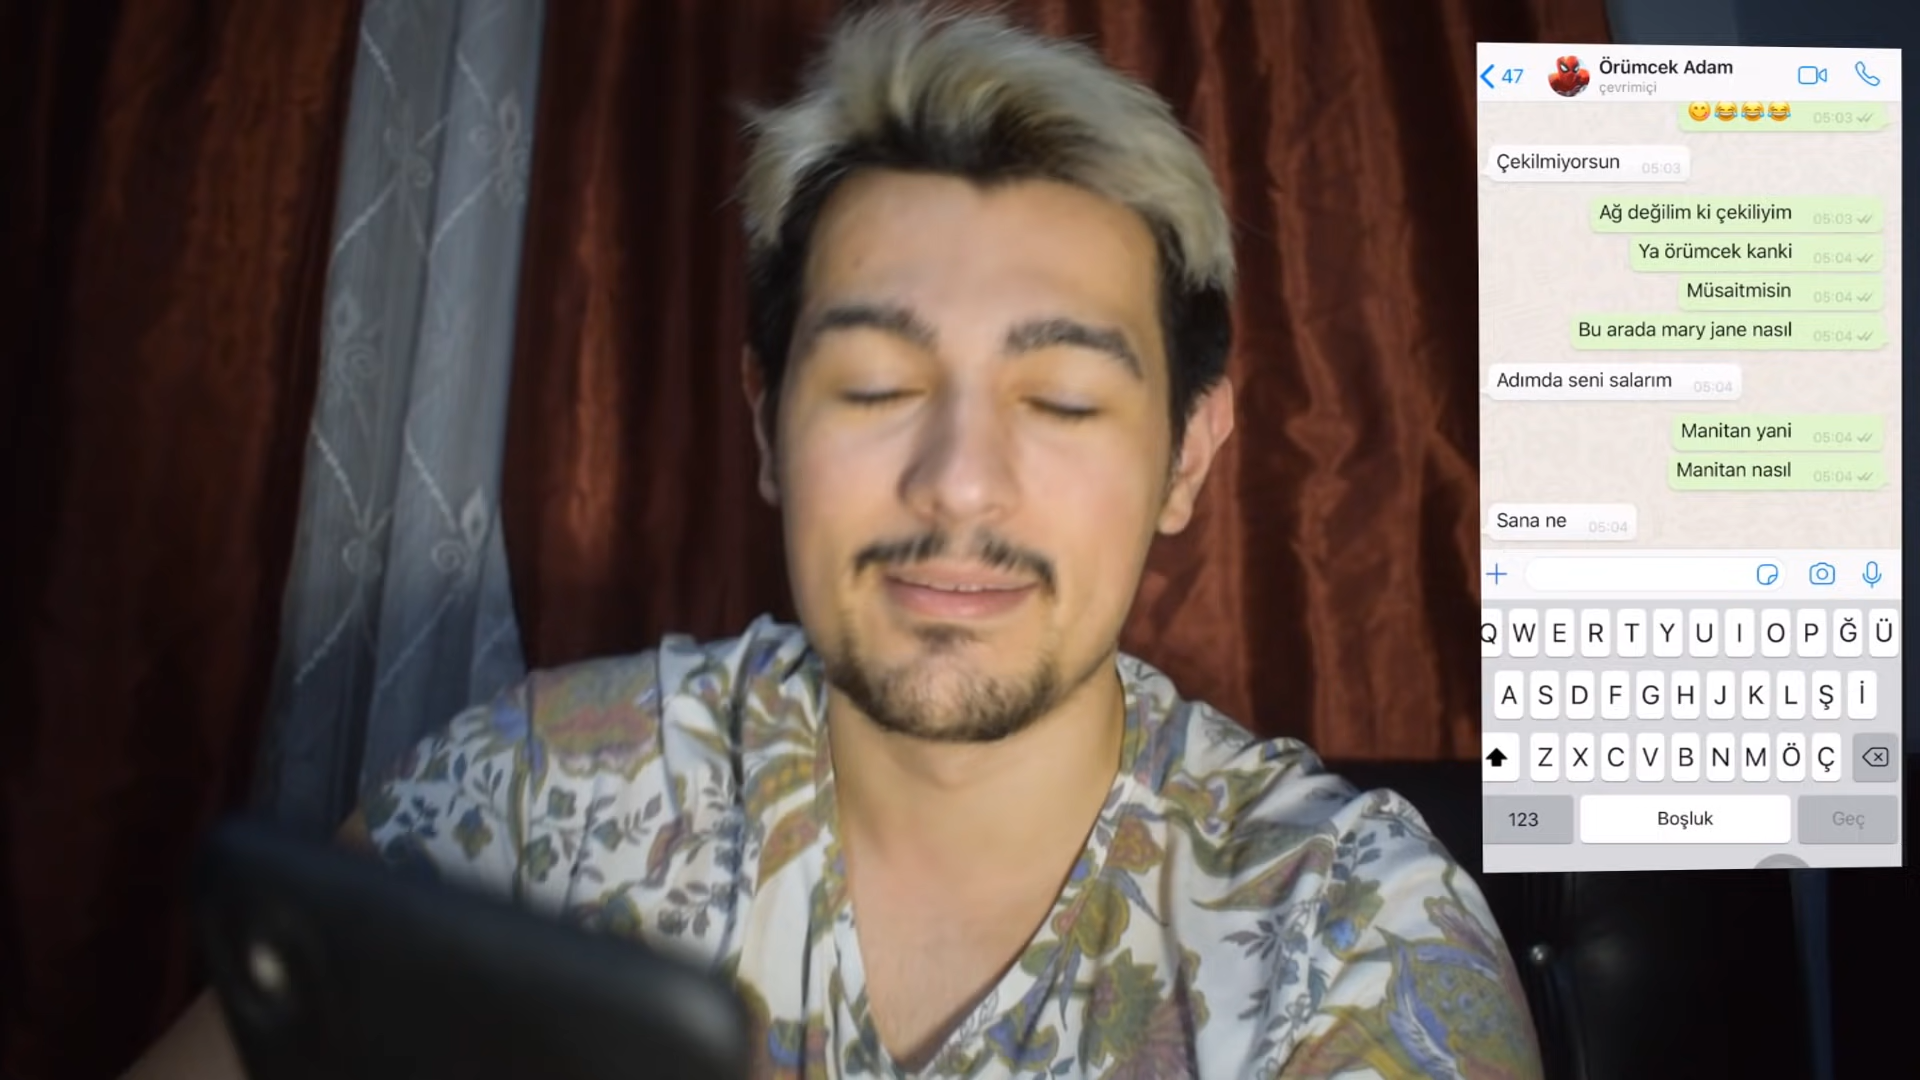 47
Örümcek Adam
çevrimiçi
😋😂😂😂 05:03
Çekilmiyorsun 05:03
Ağ değilim ki çekiliyim 05:03
Ya örümcek kanki 05:04
Müsaitmisin 05:04
Bu arada mary jane nasıl 05:04
Adımda seni salarım 05:04
Manitan yani 05:04
Manitan nasıl 05:04
Sana ne 05:04
Q W E R T Y U I O P Ğ Ü
A S D F G H J K L Ş İ
Z X C V B N M Ö Ç
123 Boşluk Geç